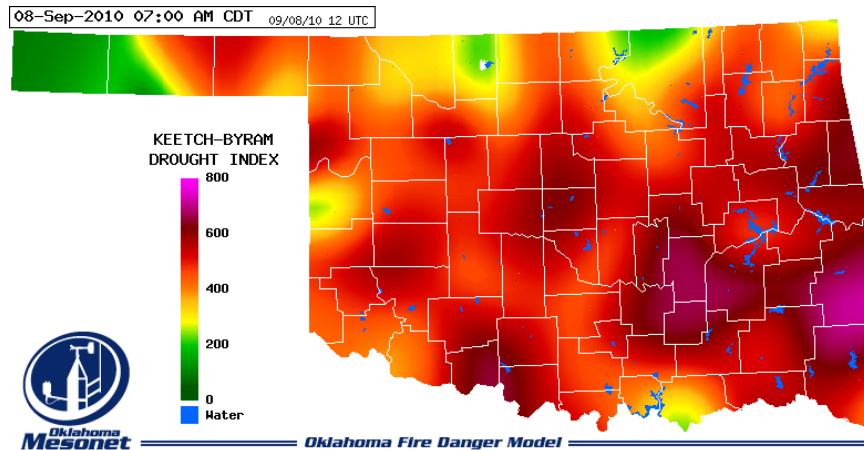 08-Sep-2010 07:00 AM CDT 09/08/10 12 UTC
KEETCH-BYRAM
DROUGHT INDEX
800
600
400
200
0
Water
Oklahoma
Mesonet
Oklahoma Fire Danger Model